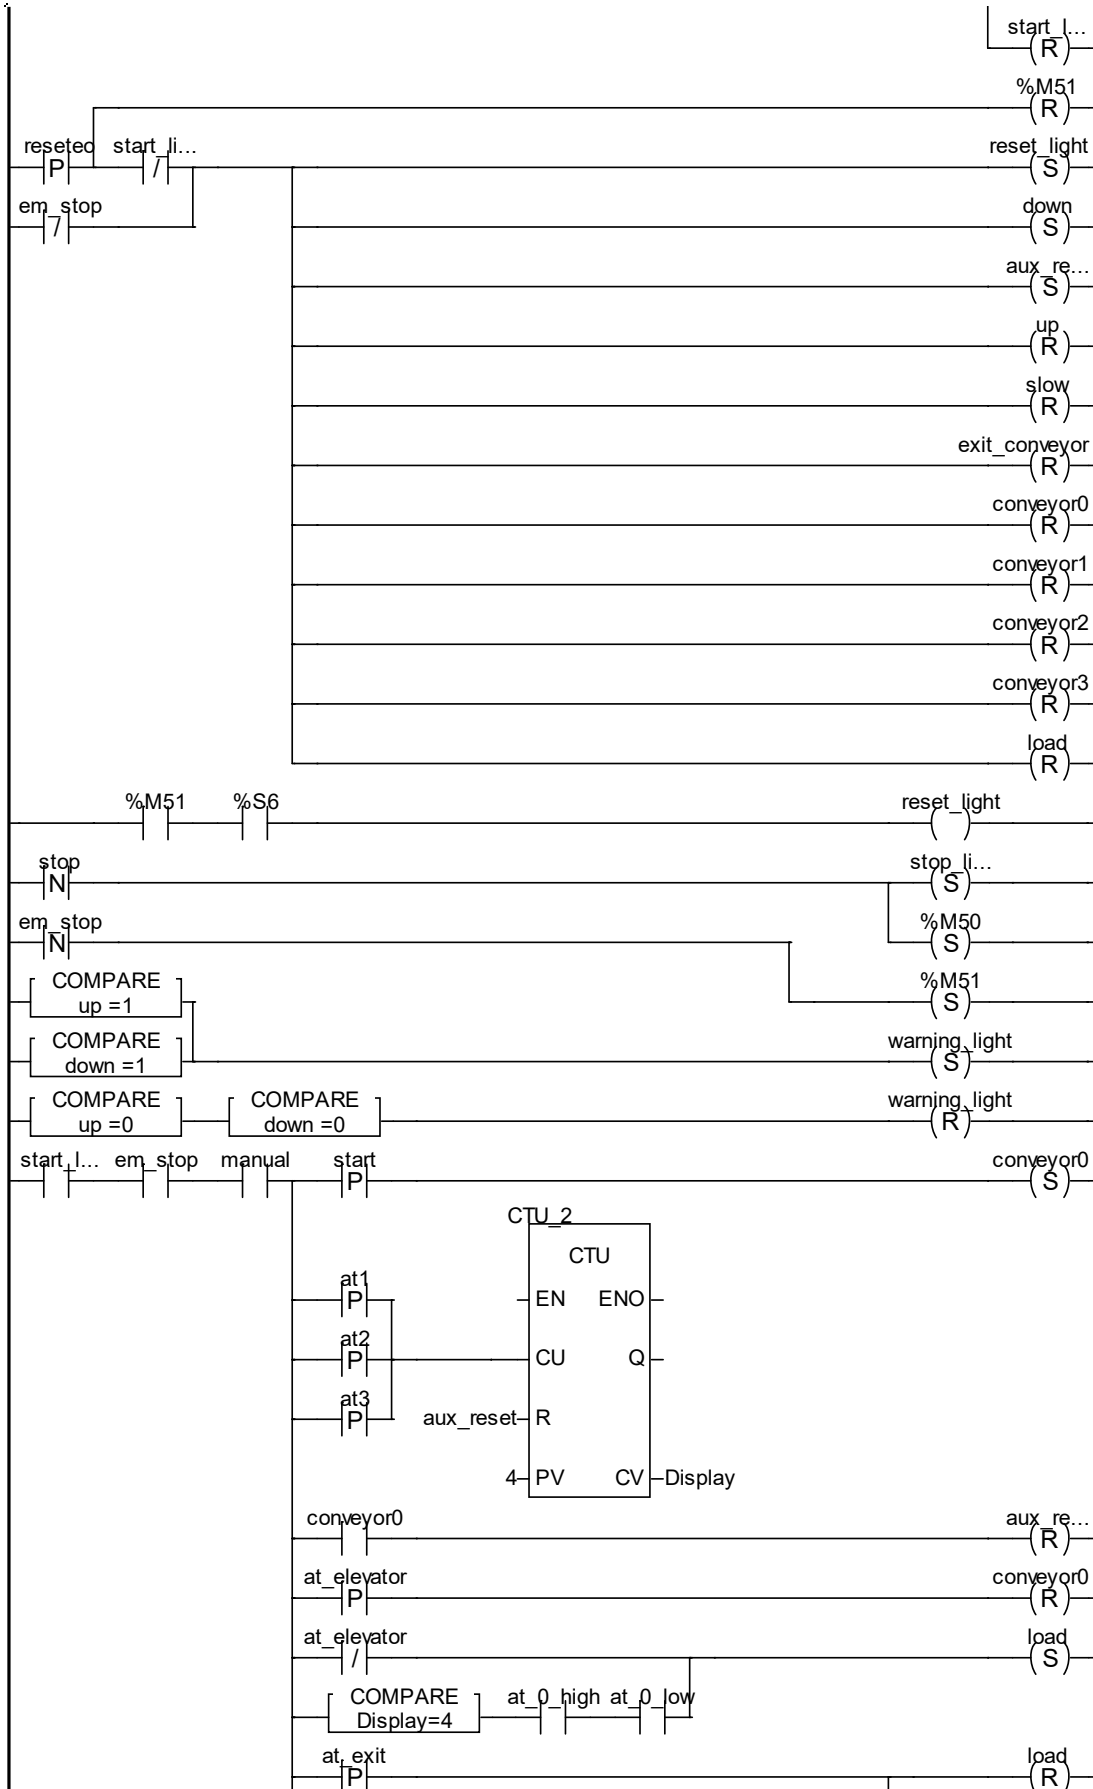 start_l...
R
%M51
R
reseteo start_li... reset_light
P / S
em_stop down
/ S
aux_re...
S
up
R
slow
R
exit_conveyor
R
conveyor0
R
conveyor1
R
conveyor2
R
conveyor3
R
load
R
%M51 %S6 reset_light
stop stop_li...
N S
em_stop %M50
N S
COMPARE %M51
up =1 S
COMPARE warning_light
down =1 S
COMPARE COMPARE warning_light
up =0 down =0 R
start_l... em_stop manual start conveyor0
P S
CTU_2
CTU
at1
P EN ENO
at2
P CU Q
at3
P aux_reset R
4 PV CV Display
conveyor0 aux_re...
R
at_elevator conveyor0
P R
at_elevator load
/ S
COMPARE at_0_high at_0_low
Display=4
at_exit load
P R